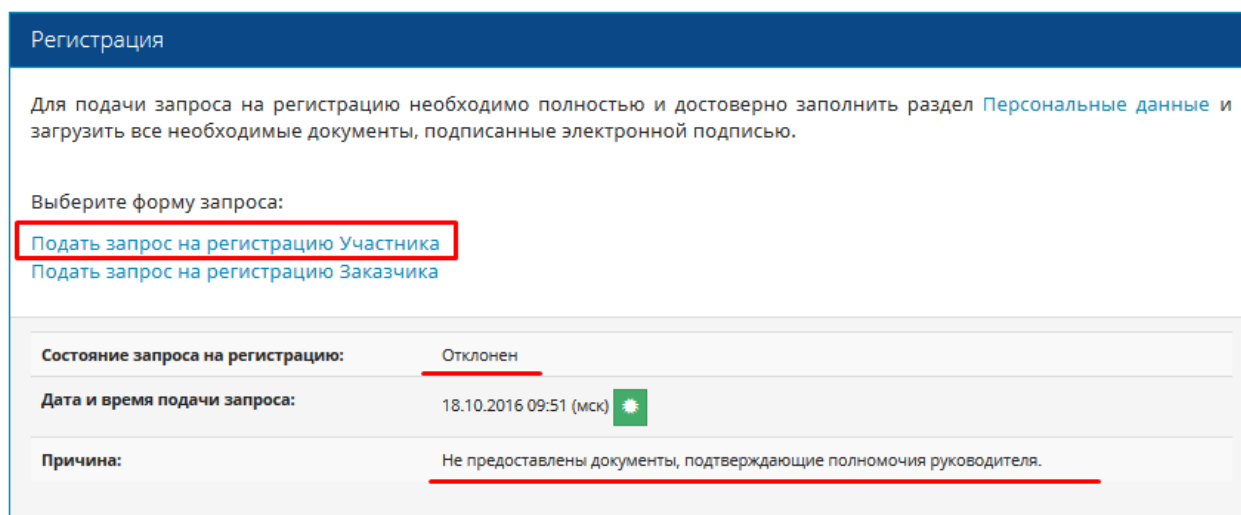 Регистрация
Для подачи запроса на регистрацию необходимо полностью и достоверно заполнить раздел Персональные данные и
загрузить все необходимые документы, подписанные электронной подписью.
Выберите форму запроса:
Подать запрос на регистрацию Участника
Подать запрос на регистрацию Заказчика
Состояние запроса на регистрацию: Отклонен
Дата и время подачи запроса: 18.10.2016 09:51 (мск)
Причина: Не предоставлены документы, подтверждающие полномочия руководителя.